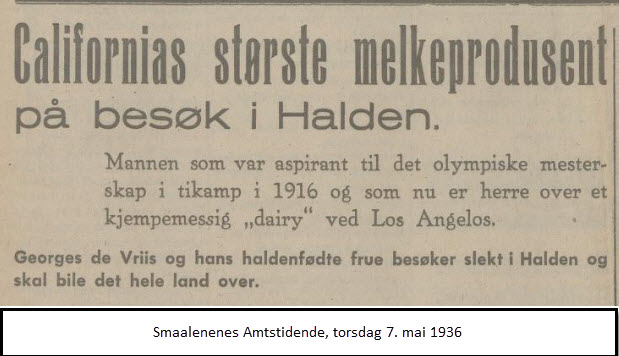 Californias største melkeprodusent
på besøk i Halden.
Mannen som var aspirant til det olympiske mester-
skap i tikamp i 1916 og som nu er herre over et
kjempemessig „dairy“ ved Los Angelos.
Georges de Vriis og hans haldenfødte frue besøker slekt i Halden og
skal bile det hele land over.
Smaalenenes Amtstidende, torsdag 7. mai 1936